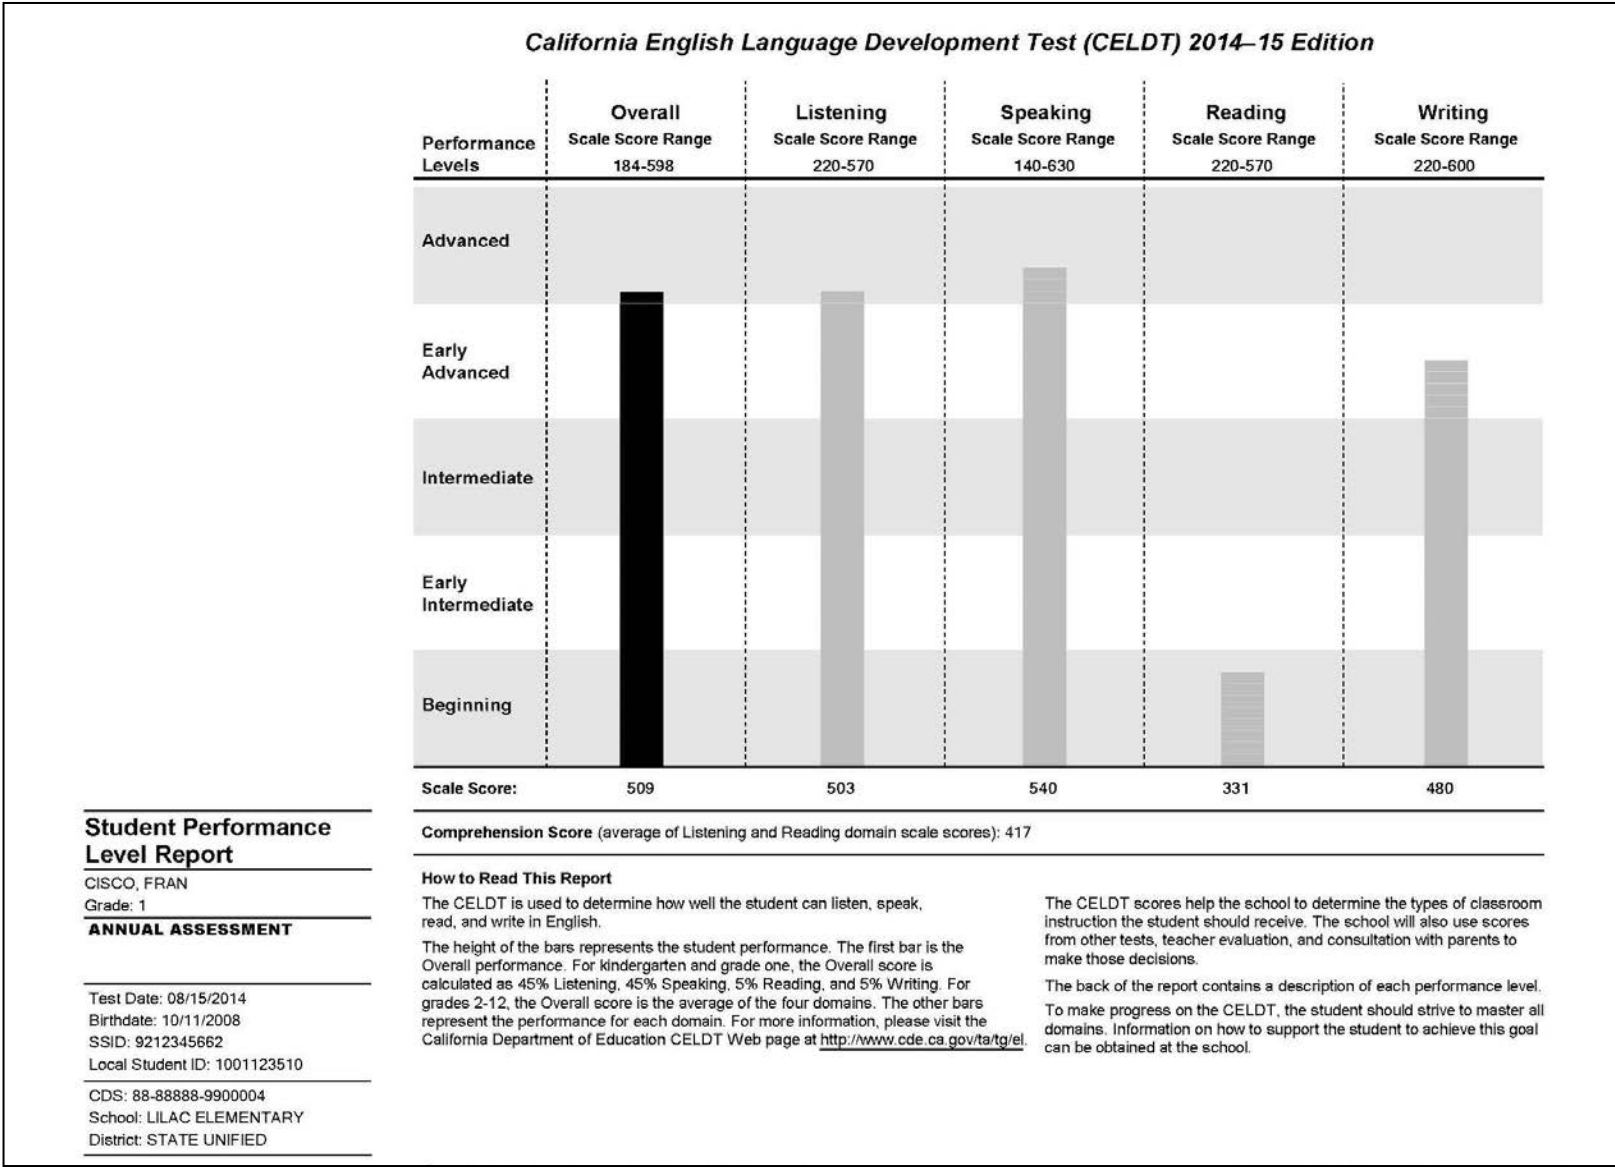 California English Language Development Test (CELDT) 2014–15 Edition
Performance
Levels
Overall
Scale Score Range
184-598
Listening
Scale Score Range
220-570
Speaking
Scale Score Range
140-630
Reading
Scale Score Range
220-570
Writing
Scale Score Range
220-600
Advanced
Early
Advanced
Intermediate
Early
Intermediate
Beginning
Scale Score: 509 503 540 331 480
Comprehension Score (average of Listening and Reading domain scale scores): 417
Student Performance
Level Report
CISCO, FRAN
Grade: 1
ANNUAL ASSESSMENT
Test Date: 08/15/2014
Birthdate: 10/11/2008
SSID: 9212345662
Local Student ID: 1001123510
CDS: 88-88888-9900004
School: LILAC ELEMENTARY
District: STATE UNIFIED
How to Read This Report
The CELDT is used to determine how well the student can listen, speak,
read, and write in English.
The height of the bars represents the student performance. The first bar is the
Overall performance. For kindergarten and grade one, the Overall score is
calculated as 45% Listening, 45% Speaking, 5% Reading, and 5% Writing. For
grades 2-12, the Overall score is the average of the four domains. The other bars
represent the performance for each domain. For more information, please visit the
California Department of Education CELDT Web page at http://www.cde.ca.gov/ta/tg/el.
The CELDT scores help the school to determine the types of classroom
instruction the student should receive. The school will also use scores
from other tests, teacher evaluation, and consultation with parents to
make those decisions.
The back of the report contains a description of each performance level.
To make progress on the CELDT, the student should strive to master all
domains. Information on how to support the student to achieve this goal
can be obtained at the school.